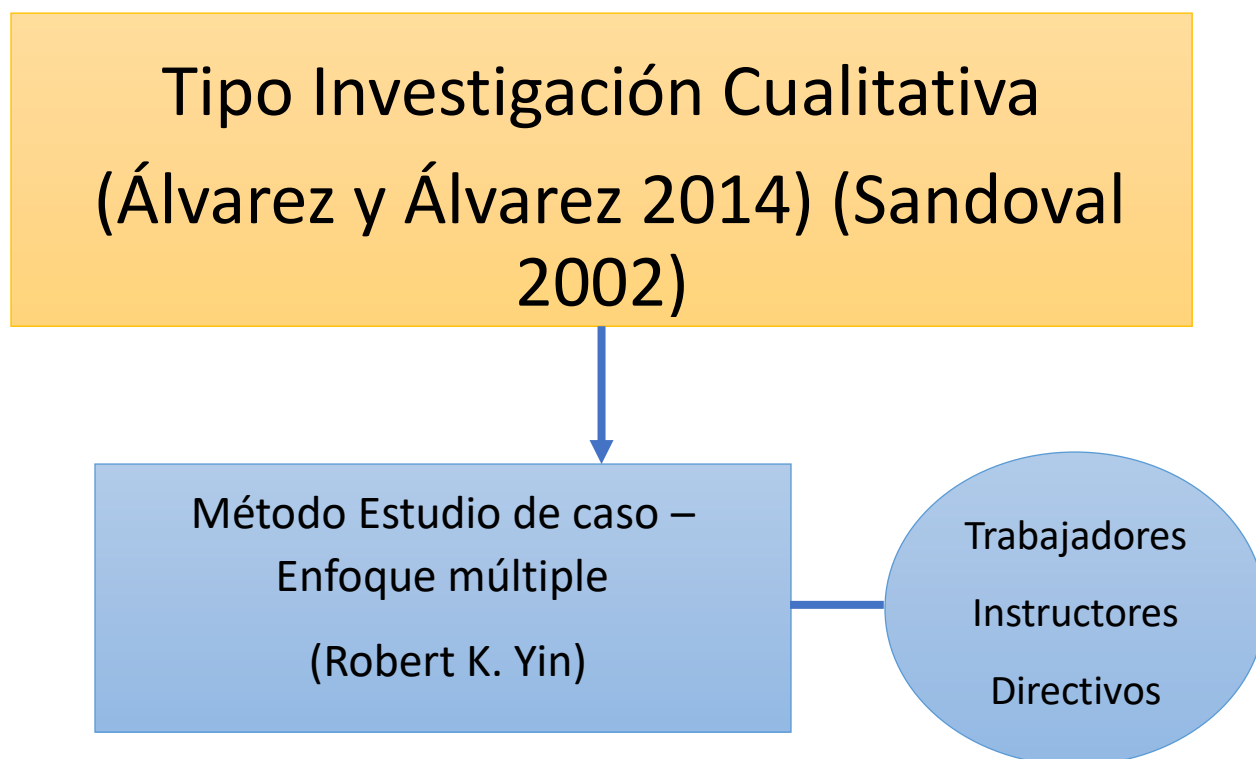 Tipo Investigación Cualitativa
(Álvarez y Álvarez 2014) (Sandoval
2002)
Método Estudio de caso –
Enfoque múltiple
(Robert K. Yin)
Trabajadores
Instructores
Directivos